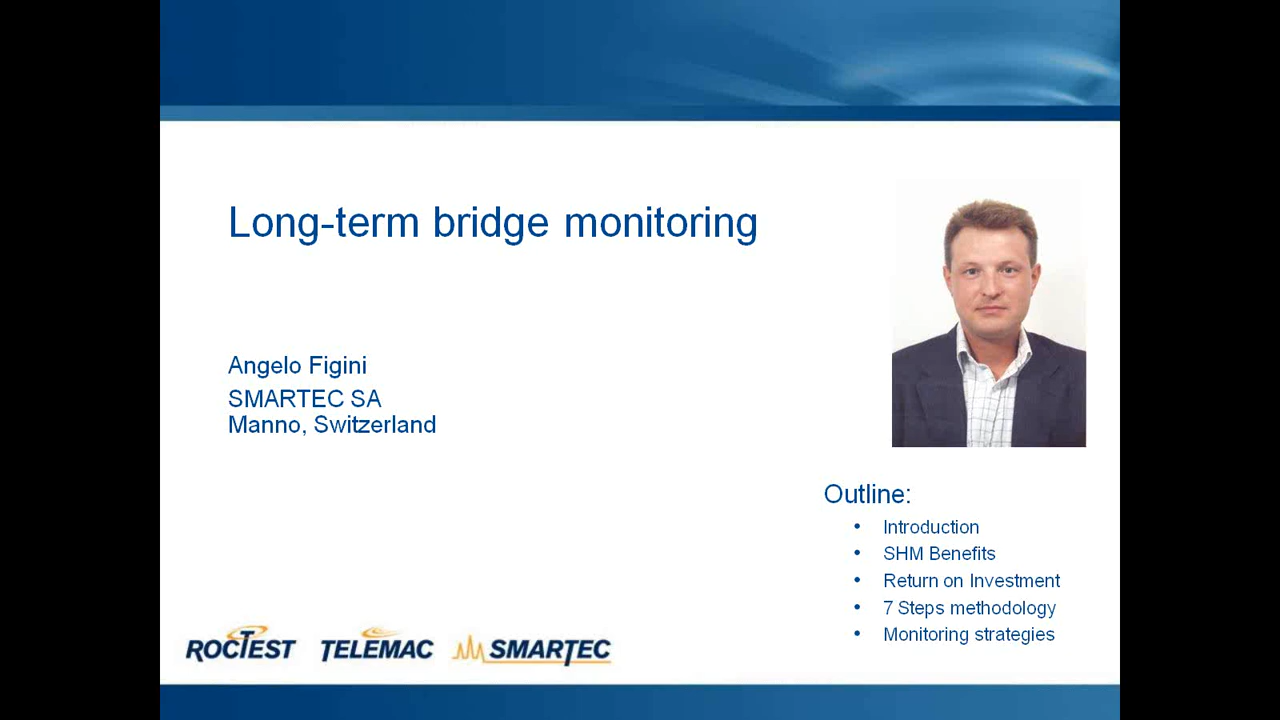 Long-term bridge monitoring
Angelo Figini
SMARTEC SA
Manno, Switzerland
Outline:
• Introduction
• SHM Benefits
• Return on Investment
• 7 Steps methodology
• Monitoring strategies
ROCTEST TELEMAC SMARTEC